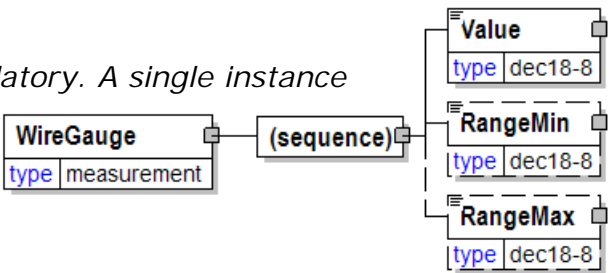 Value
type dec18-8
latory. A single instance
RangeMin
WireGauge
(sequence)
type dec18-8
type measurement
RangeMax
type dec18-8